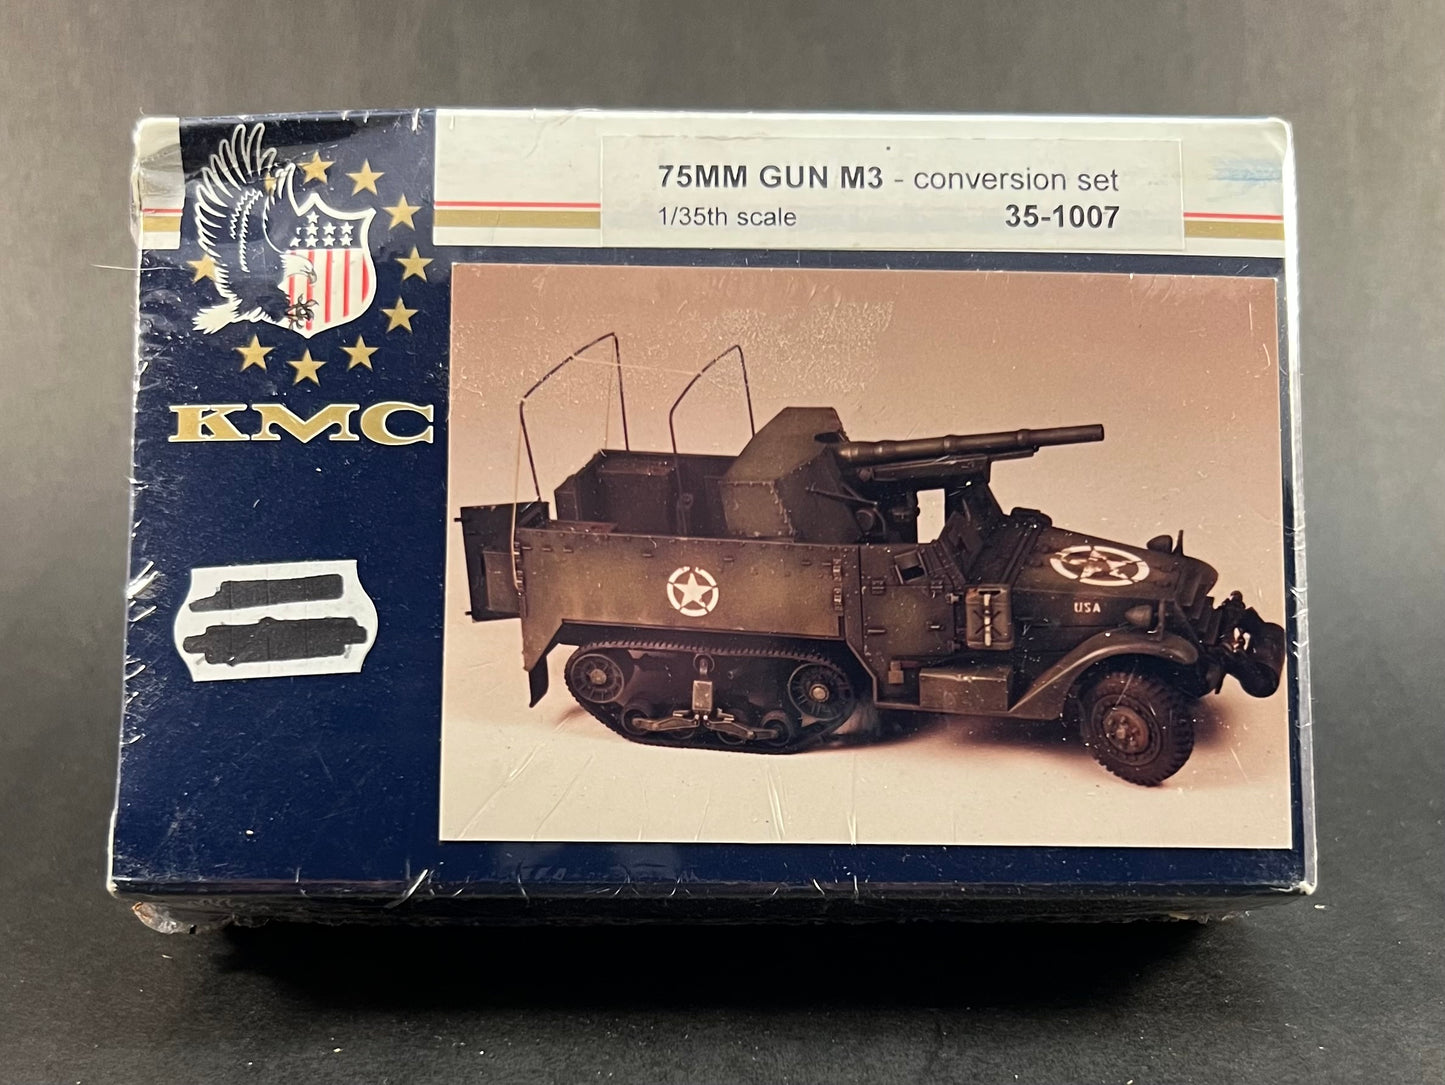 75MM GUN M3 - conversion set
1/35th scale 35-1007
KMC
USA